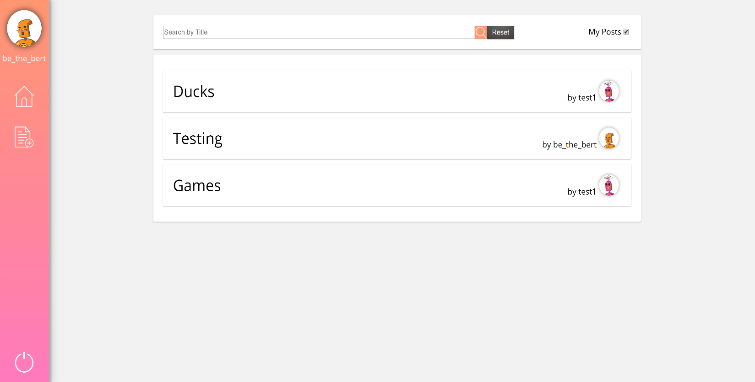 be_the_bert
Search by Title
Reset
My Posts
Ducks
by test1
Testing
by be_the_bert
Games
by test1